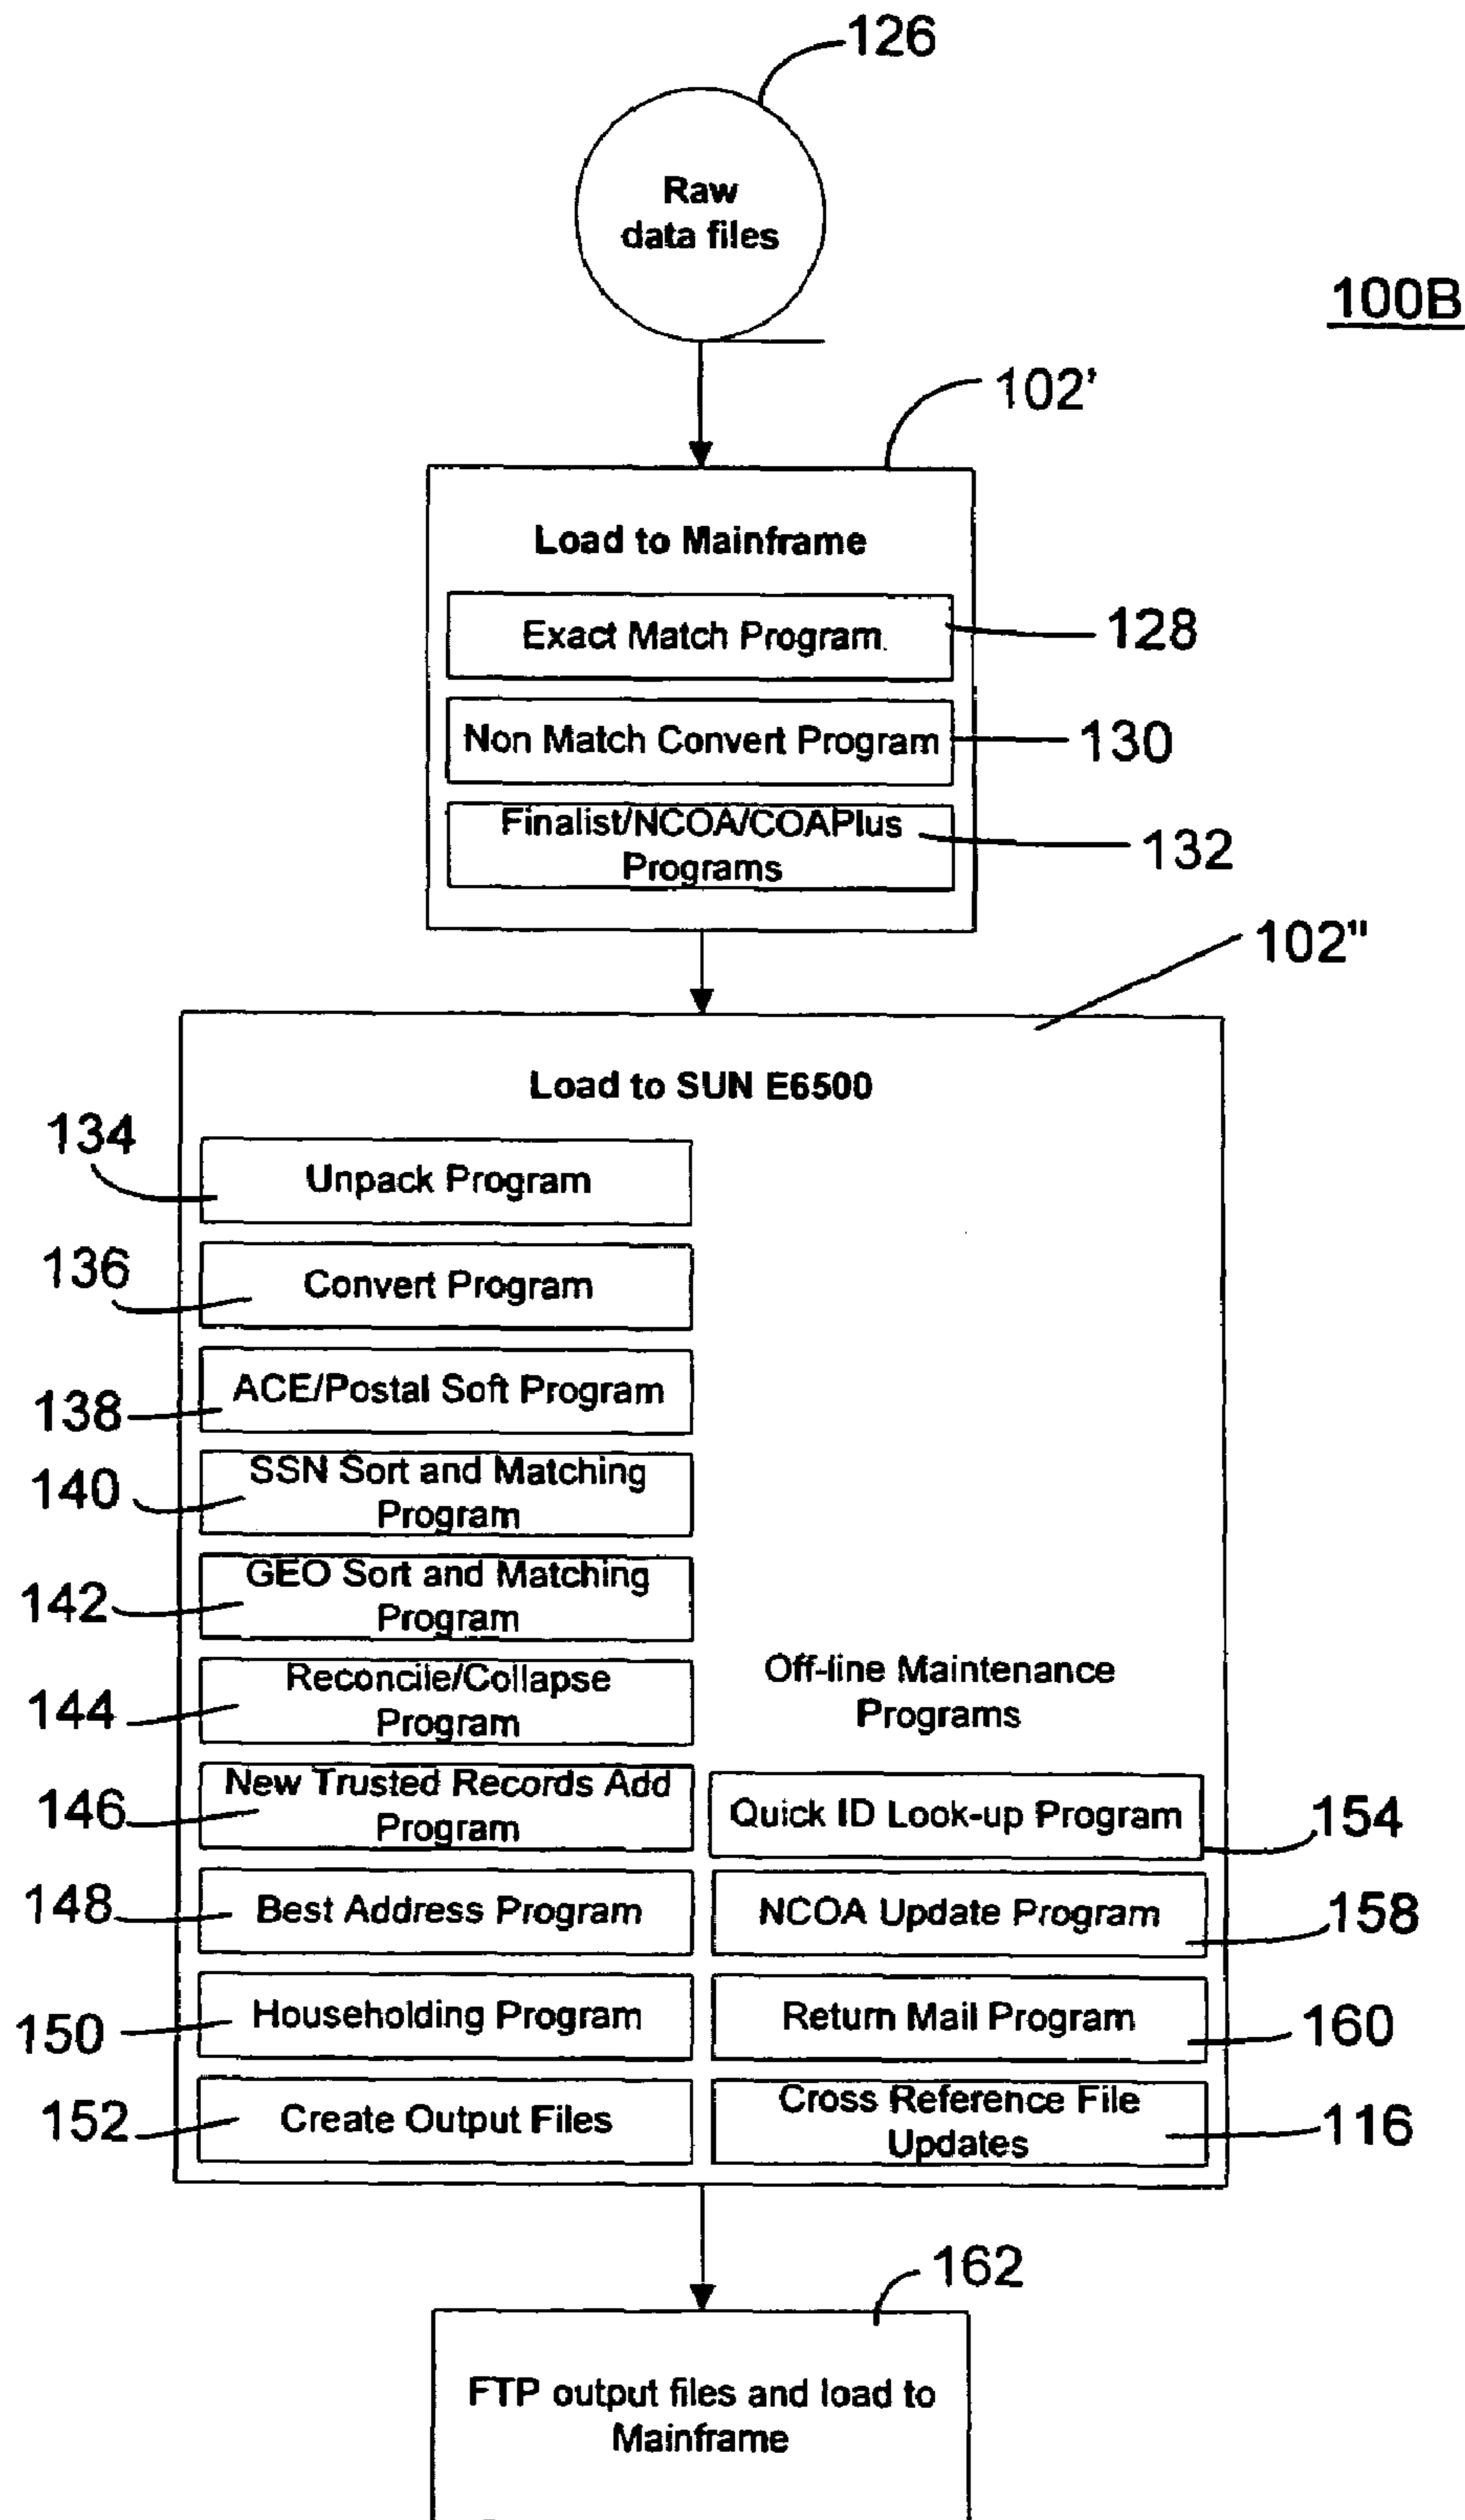 126
Raw
data files
100B
102'
Load to Mainframe
Exact Match Program.
128
Non Match Convert Program
130
Finalist/NCOA/COAPlus
Programs
132
102"
Load to SUN E6500
134
Unpack Program
136
Convert Program
138
ACE/Postal Soft Program
140
SSN Sort and Matching
Program
142
GEO Sort and Matching
Program
144
Reconcile/Collapse
Program
Off-line Maintenance
Programs
146
New Trusted Records Add
Program
Quick ID Look-up Program
154
148
Best Address Program
NCOA Update Program
158
150
Householding Program
Return Mail Program
160
152
Create Output Files
Cross Reference File
Updates
116
162
FTP output files and load to
Mainframe